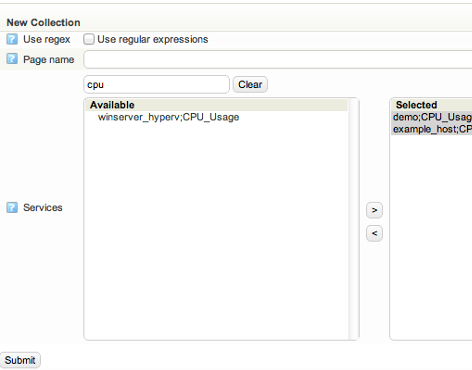 New Collection
? Use regex Use regular expressions
? Page name
cpu Clear
Available Selected
winserver_hyperv;CPU_Usage demo;CPU_Usag
example_host;CP
? Services > <
Submit